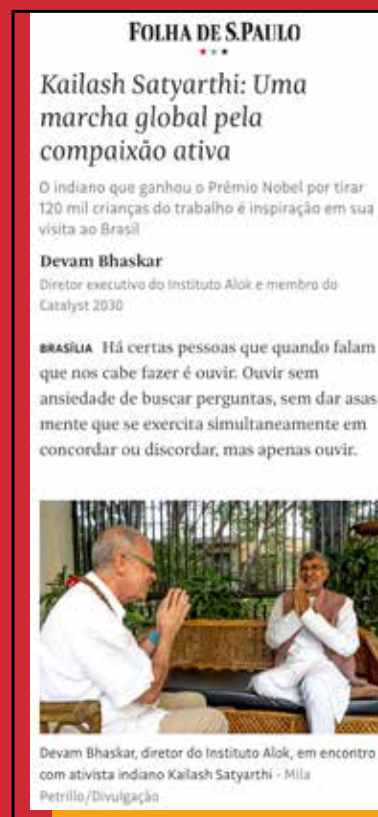 FOLHA DE S.PAULO
Kailash Satyarthi: Uma
marcha global pela
compaixão ativa
O indiano que ganhou o Prêmio Nobel por tirar
120 mil crianças do trabalho é inspiração em sua
visita ao Brasil
Devam Bhaskar
Diretor executivo do Instituto Alok e membro do
Catalyst 2030
BRASÍLIA Há certas pessoas que quando falam
que nos cabe fazer é ouvir. Ouvir sem
ansiedade de buscar perguntas, sem dar asas
mente que se exercita simultaneamente em
concordar ou discordar, mas apenas ouvir.
Devam Bhaskar, diretor do Instituto Alok, em encontro
com ativista indiano Kailash Satyarthi - Mila
Petrillo/Divulgação